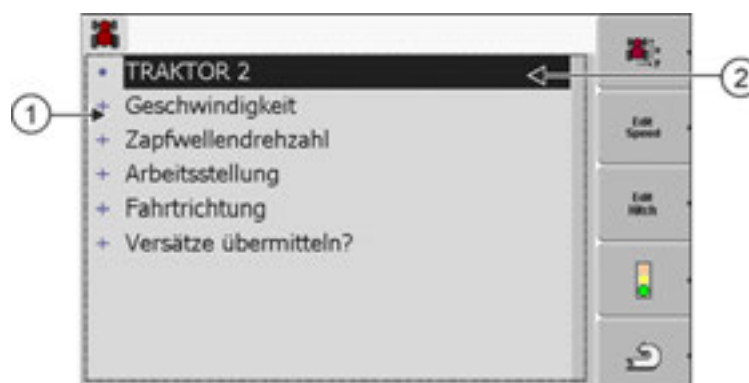 TRAKTOR 2
Geschwindigkeit
Zapfwellendrehzahl
Arbeitsstellung
Fahrtrichtung
Versätze übermitteln?
Edit
Speed
Edit
Hitch
1
2